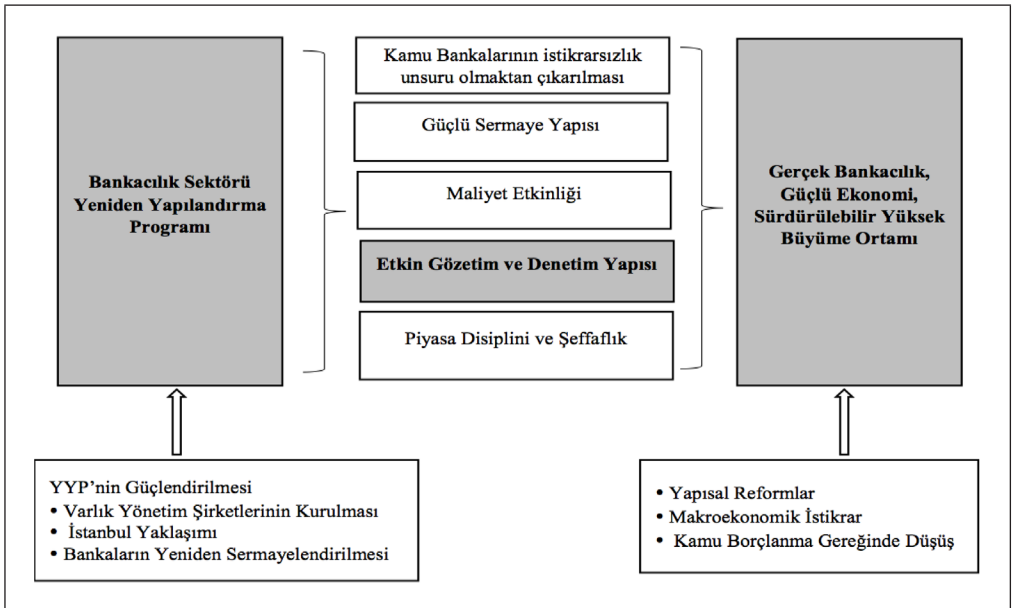 Bankacılık Sektörü
Yeniden Yapılandırma
Programı
Kamu Bankalarının istikrarsızlık
unsuru olmaktan çıkarılması
Güçlü Sermaye Yapısı
Maliyet Etkinliği
Etkin Gözetim ve Denetim Yapısı
Piyasa Disiplini ve Şeffaflık
Gerçek Bankacılık,
Güçlü Ekonomi,
Sürdürülebilir Yüksek
Büyüme Ortamı
YYP’nin Güçlendirilmesi
• Varlık Yönetim Şirketlerinin Kurulması
• İstanbul Yaklaşımı
• Bankaların Yeniden Sermayelendirilmesi
• Yapısal Reformlar
• Makroekonomik İstikrar
• Kamu Borçlanma Gereğinde Düşüş